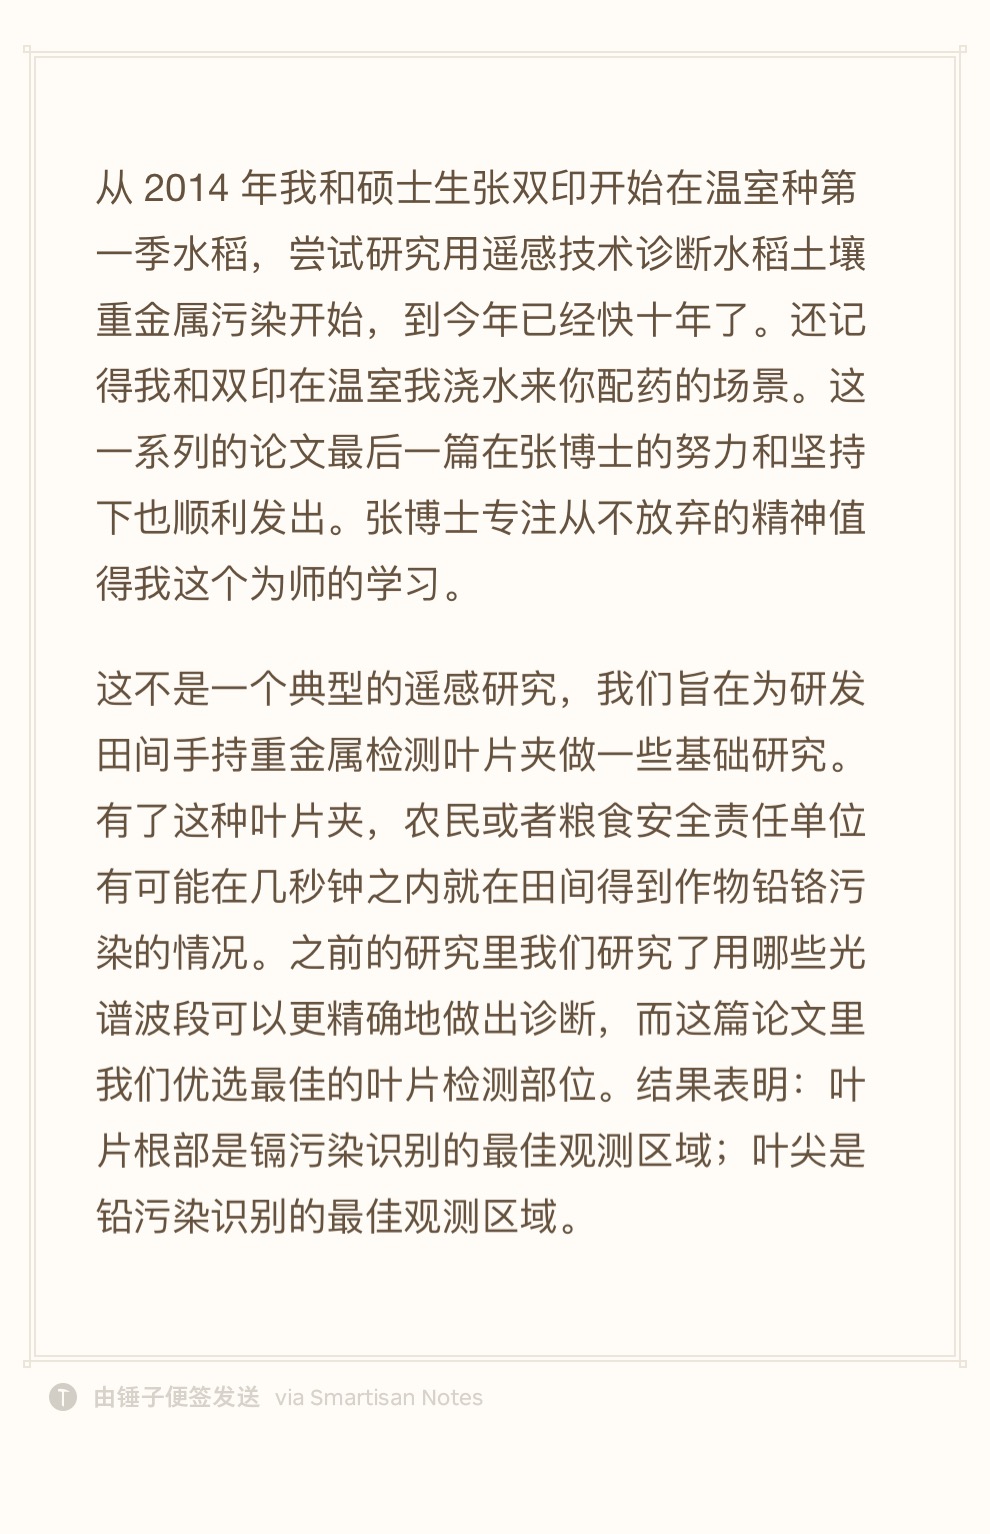 从 2014 年我和硕士生张双印开始在温室种第
一季水稻，尝试研究用遥感技术诊断水稻土壤
重金属污染开始，到今年已经快十年了。还记
得我和双印在温室我浇水来你配药的场景。这
一系列的论文最后一篇在张博士的努力和坚持
下也顺利发出。张博士专注从不放弃的精神值
得我这个为师的学习。
这不是一个典型的遥感研究，我们旨在为研发
田间手持重金属检测叶片夹做一些基础研究。
有了这种叶片夹，农民或者粮食安全责任单位
有可能在几秒钟之内就在田间得到作物铅铬污
染的情况。之前的研究里我们研究了用哪些光
谱波段可以更精确地做出诊断，而这篇论文里
我们优选最佳的叶片检测部位。结果表明：叶
片根部是镉污染识别的最佳观测区域；叶尖是
铅污染识别的最佳观测区域。
由锤子便签发送 via Smartisan Notes